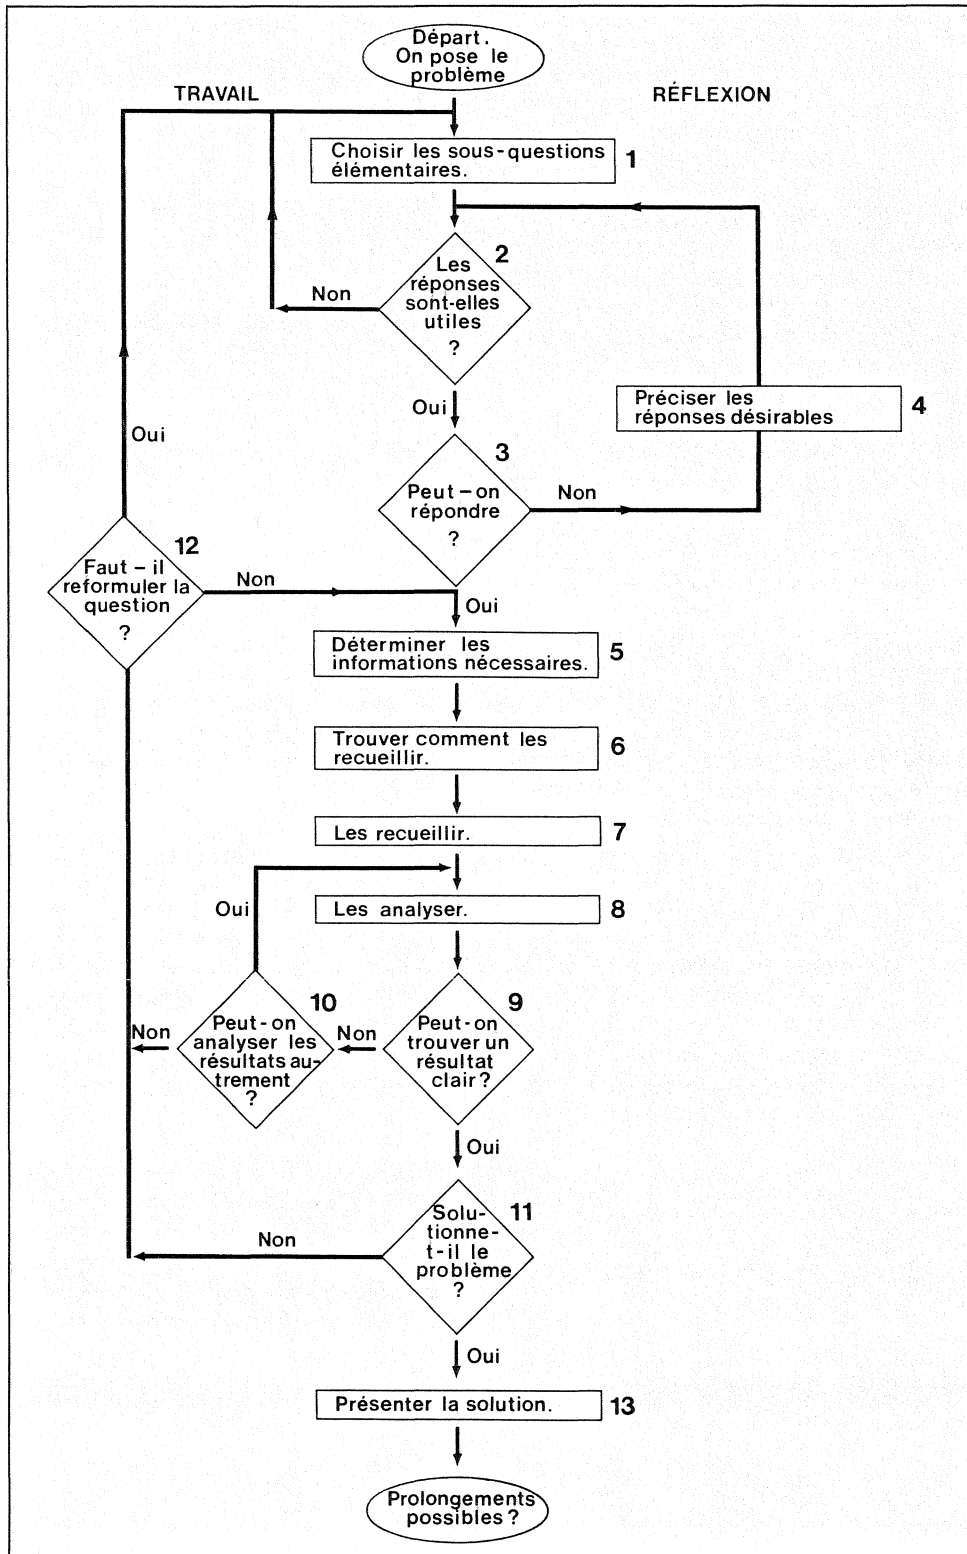 Départ.
On pose le
problème
TRAVAIL
RÉFLEXION
Choisir les sous-questions
élémentaires.
1
2
Les
réponses
sont-elles
utiles
?
Non
Oui
Préciser les
réponses désirables
4
3
Peut-on
répondre
?
Non
Oui
12
Faut-il
reformuler la
question
?
Oui
Non
Déterminer les
informations nécessaires.
5
Trouver comment les
recueillir.
6
Les recueillir.
7
Oui
Les analyser.
8
9
Peut-on
trouver un
résultat
clair?
Non
10
Peut-on
analyser les
résultats au-
trement
?
Non
Oui
11
Solu-
tionne-
t-il le
problème
?
Non
Oui
Présenter la solution.
13
Prolongements
possibles?